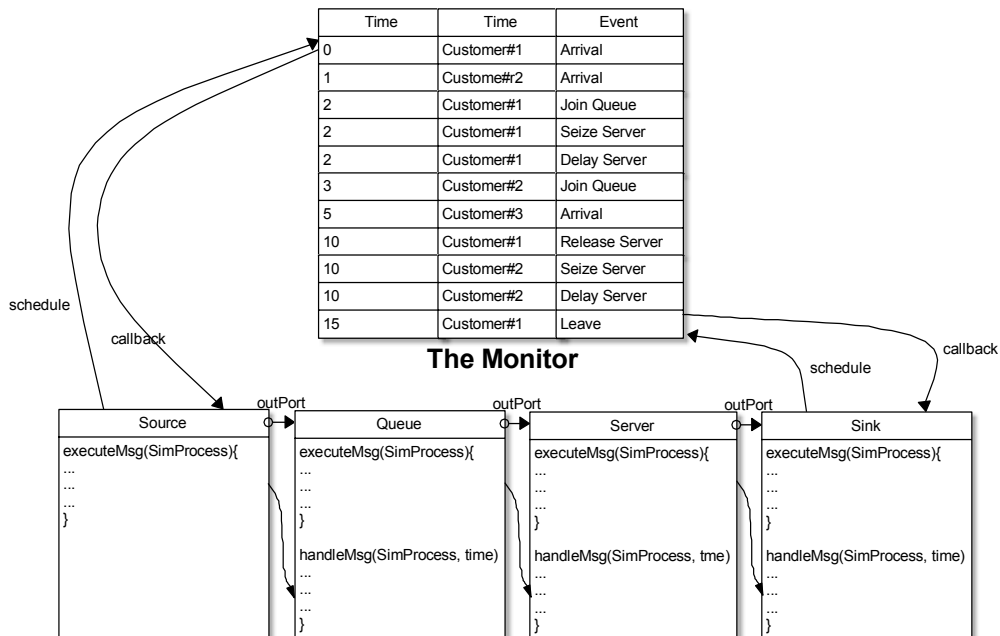 Time Time Event
0 Customer#1 Arrival
1 Custome#r2 Arrival
2 Customer#1 Join Queue
2 Customer#1 Seize Server
2 Customer#1 Delay Server
3 Customer#2 Join Queue
5 Customer#3 Arrival
10 Customer#1 Release Server
10 Customer#2 Seize Server
10 Customer#2 Delay Server
15 Customer#1 Leave
The Monitor
schedule
callback
schedule
callback
outPort
outPort
outPort
Source
executeMsg(SimProcess){
...
...
...
}
Queue
executeMsg(SimProcess){
...
...
...
}
handleMsg(SimProcess, time)
...
...
...
}
Server
executeMsg(SimProcess){
...
...
...
}
handleMsg(SimProcess, tme)
...
...
...
}
Sink
executeMsg(SimProcess){
...
...
...
}
handleMsg(SimProcess, time)
...
...
...
}